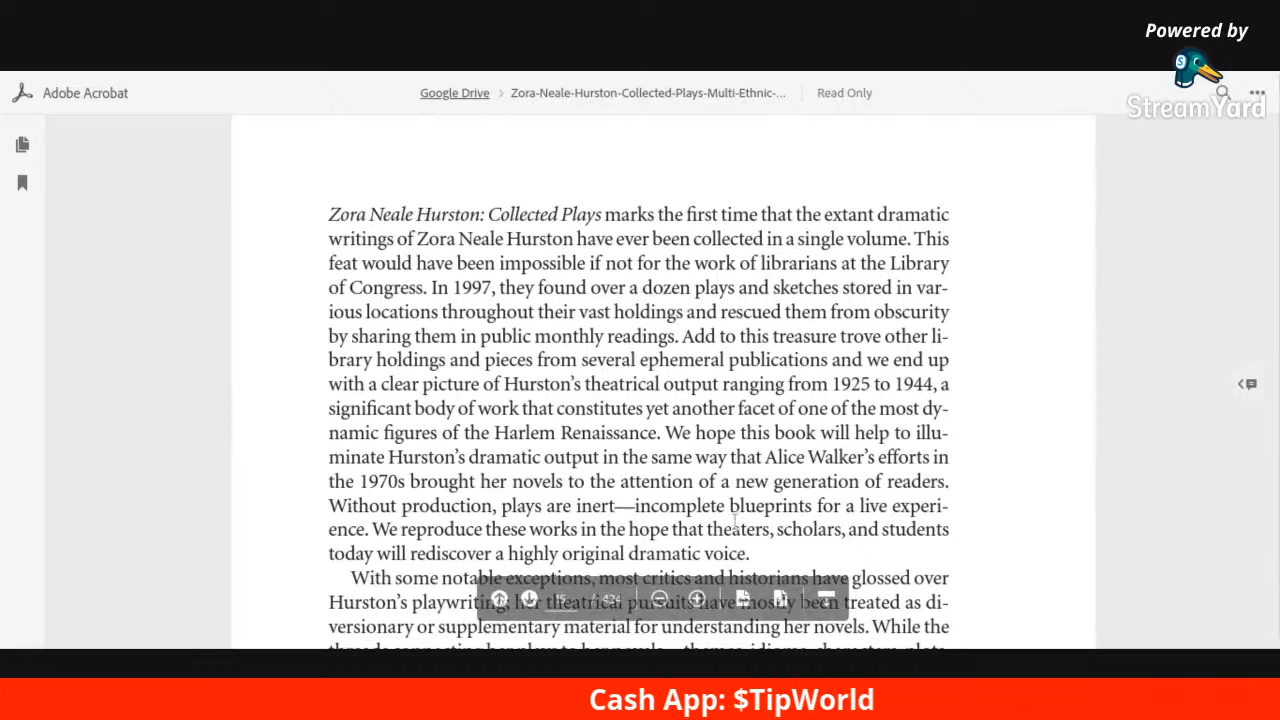 Powered by
StreamYard
Adobe Acrobat
Google Drive > Zora-Neale-Hurston-Collected-Plays-Multi-Ethnic-... Read Only
Zora Neale Hurston: Collected Plays marks the first time that the extant dramatic
writings of Zora Neale Hurston have ever been collected in a single volume. This
feat would have been impossible if not for the work of librarians at the Library
of Congress. In 1997, they found over a dozen plays and sketches stored in var-
ious locations throughout their vast holdings and rescued them from obscurity
by sharing them in public monthly readings. Add to this treasure trove other li-
brary holdings and pieces from several ephemeral publications and we end up
with a clear picture of Hurston's theatrical output ranging from 1925 to 1944, a
significant body of work that constitutes yet another facet of one of the most dy-
namic figures of the Harlem Renaissance. We hope this book will help to illu-
minate Hurston's dramatic output in the same way that Alice Walker's efforts in
the 1970s brought her novels to the attention of a new generation of readers.
Without production, plays are inert—incomplete blueprints for a live experi-
ence. We reproduce these works in the hope that theaters, scholars, and students
today will rediscover a highly original dramatic voice.
With some notable exceptions, most critics and historians have glossed over
Hurston's playwriting; her theatrical pursuits have mostly been treated as di-
15 / 424
versionary or supplementary material for understanding her novels. While the
Cash App: $TipWorld